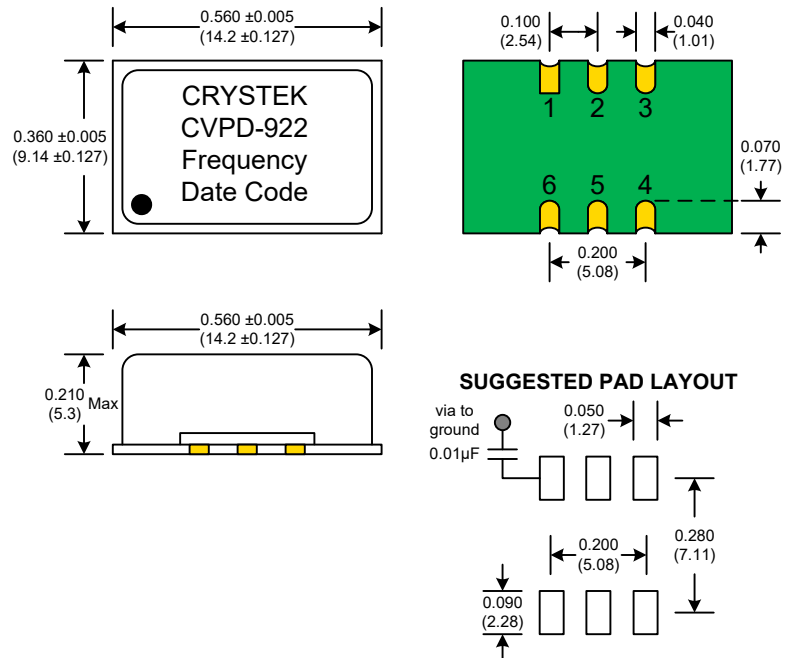 0.560 ±0.005
(14.2 ±0.127)
0.360 ±0.005
(9.14 ±0.127)
CRYSTEK
CVPD-922
Frequency
Date Code
0.100
(2.54)
0.040
(1.01)
1 2 3
6 5 4
0.070
(1.77)
0.200
(5.08)
0.560 ±0.005
(14.2 ±0.127)
0.210
(5.3)
Max
SUGGESTED PAD LAYOUT
via to
ground
0.01µF
0.050
(1.27)
0.200
(5.08)
0.280
(7.11)
0.090
(2.28)